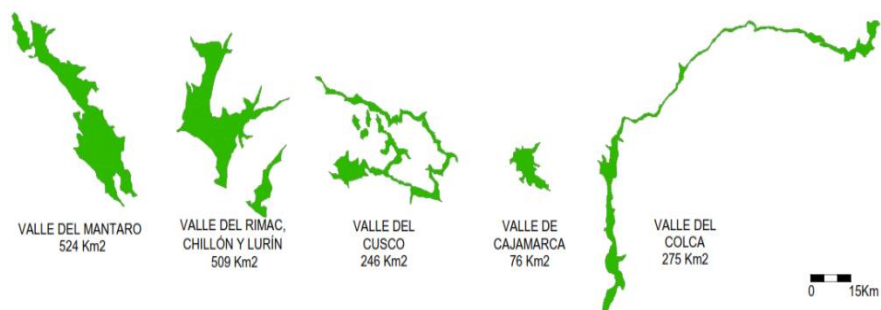 VALLE DEL MANTARO
524 Km2
VALLE DEL RIMAC,
CHILLÓN Y LURÍN
509 Km2
VALLE DEL
CUSCO
246 Km2
VALLE DE
CAJAMARCA
76 Km2
VALLE DEL
COLCA
275 Km2
0 15Km